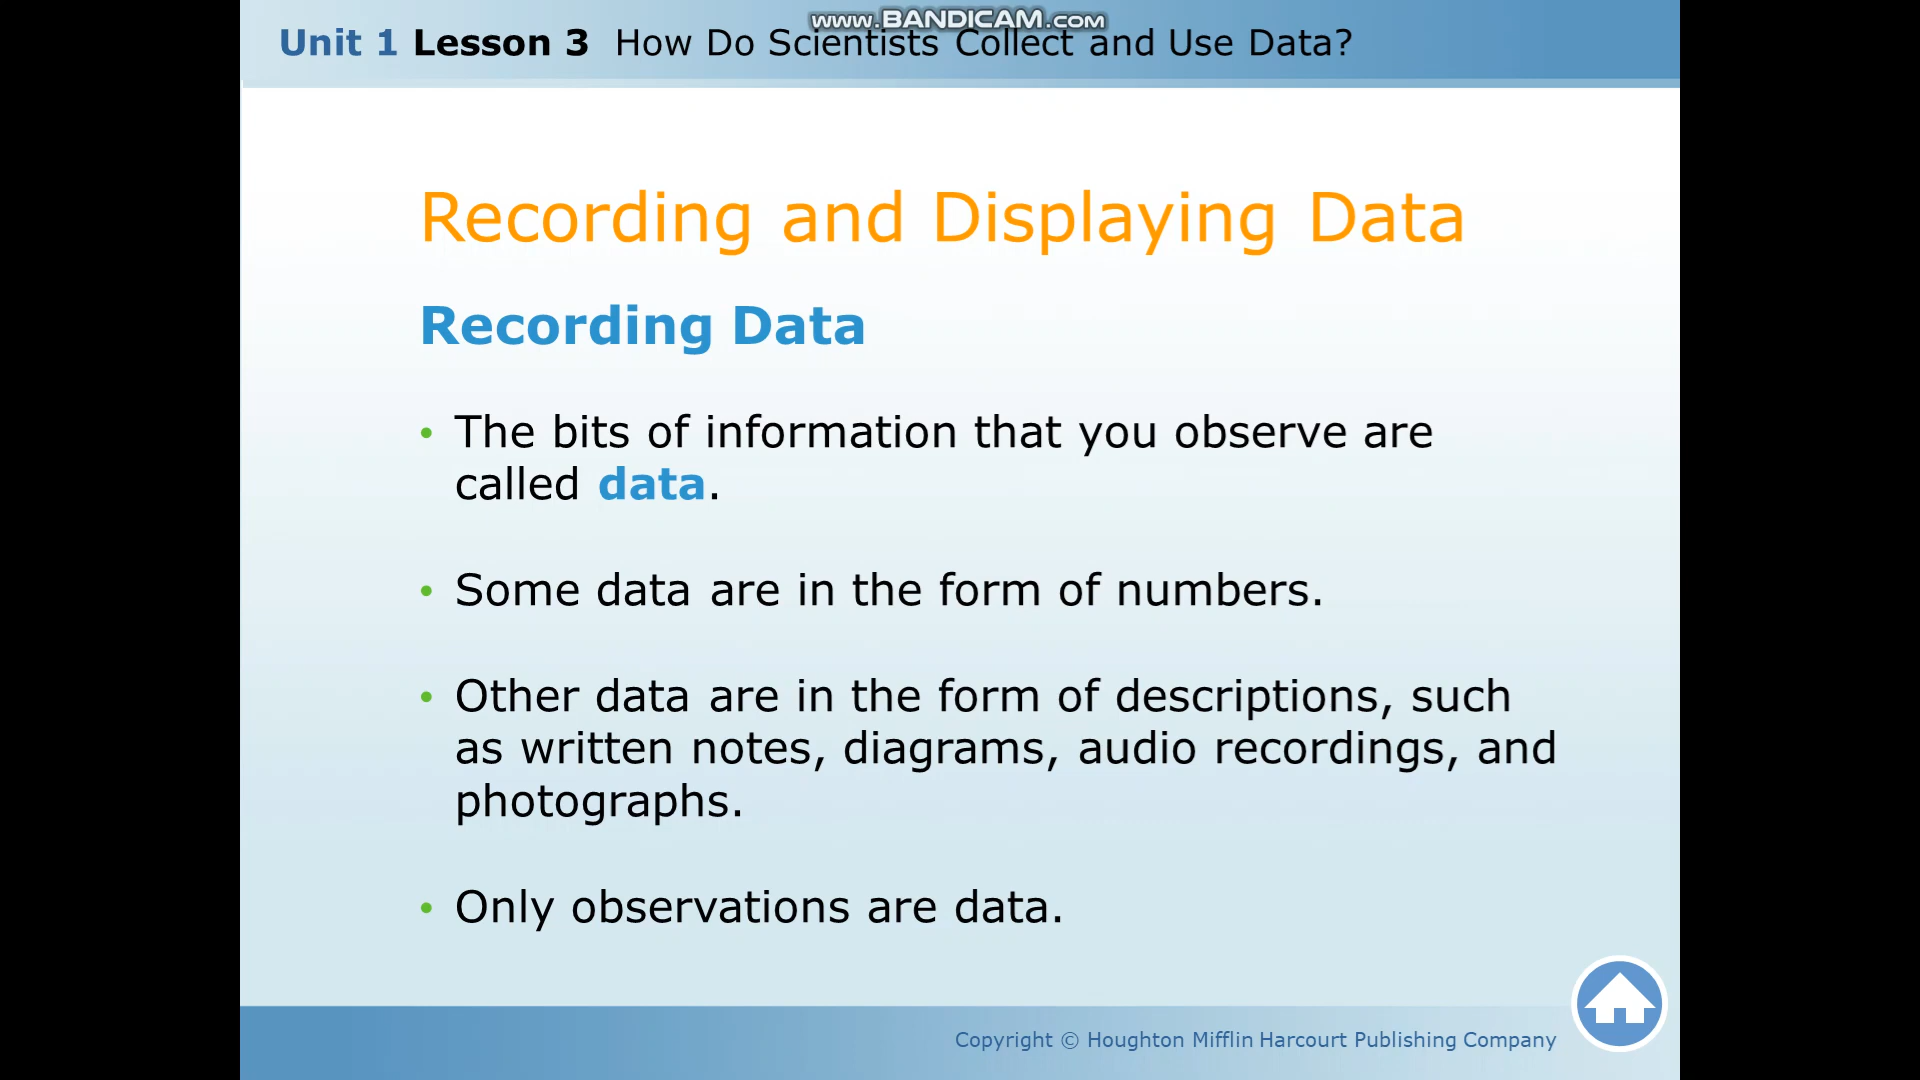 www.BANDICAM.com
Unit 1 Lesson 3 How Do Scientists Collect and Use Data?
Recording and Displaying Data
Recording Data
• The bits of information that you observe are
called data.
• Some data are in the form of numbers.
• Other data are in the form of descriptions, such
as written notes, diagrams, audio recordings, and
photographs.
• Only observations are data.
Copyright © Houghton Mifflin Harcourt Publishing Company